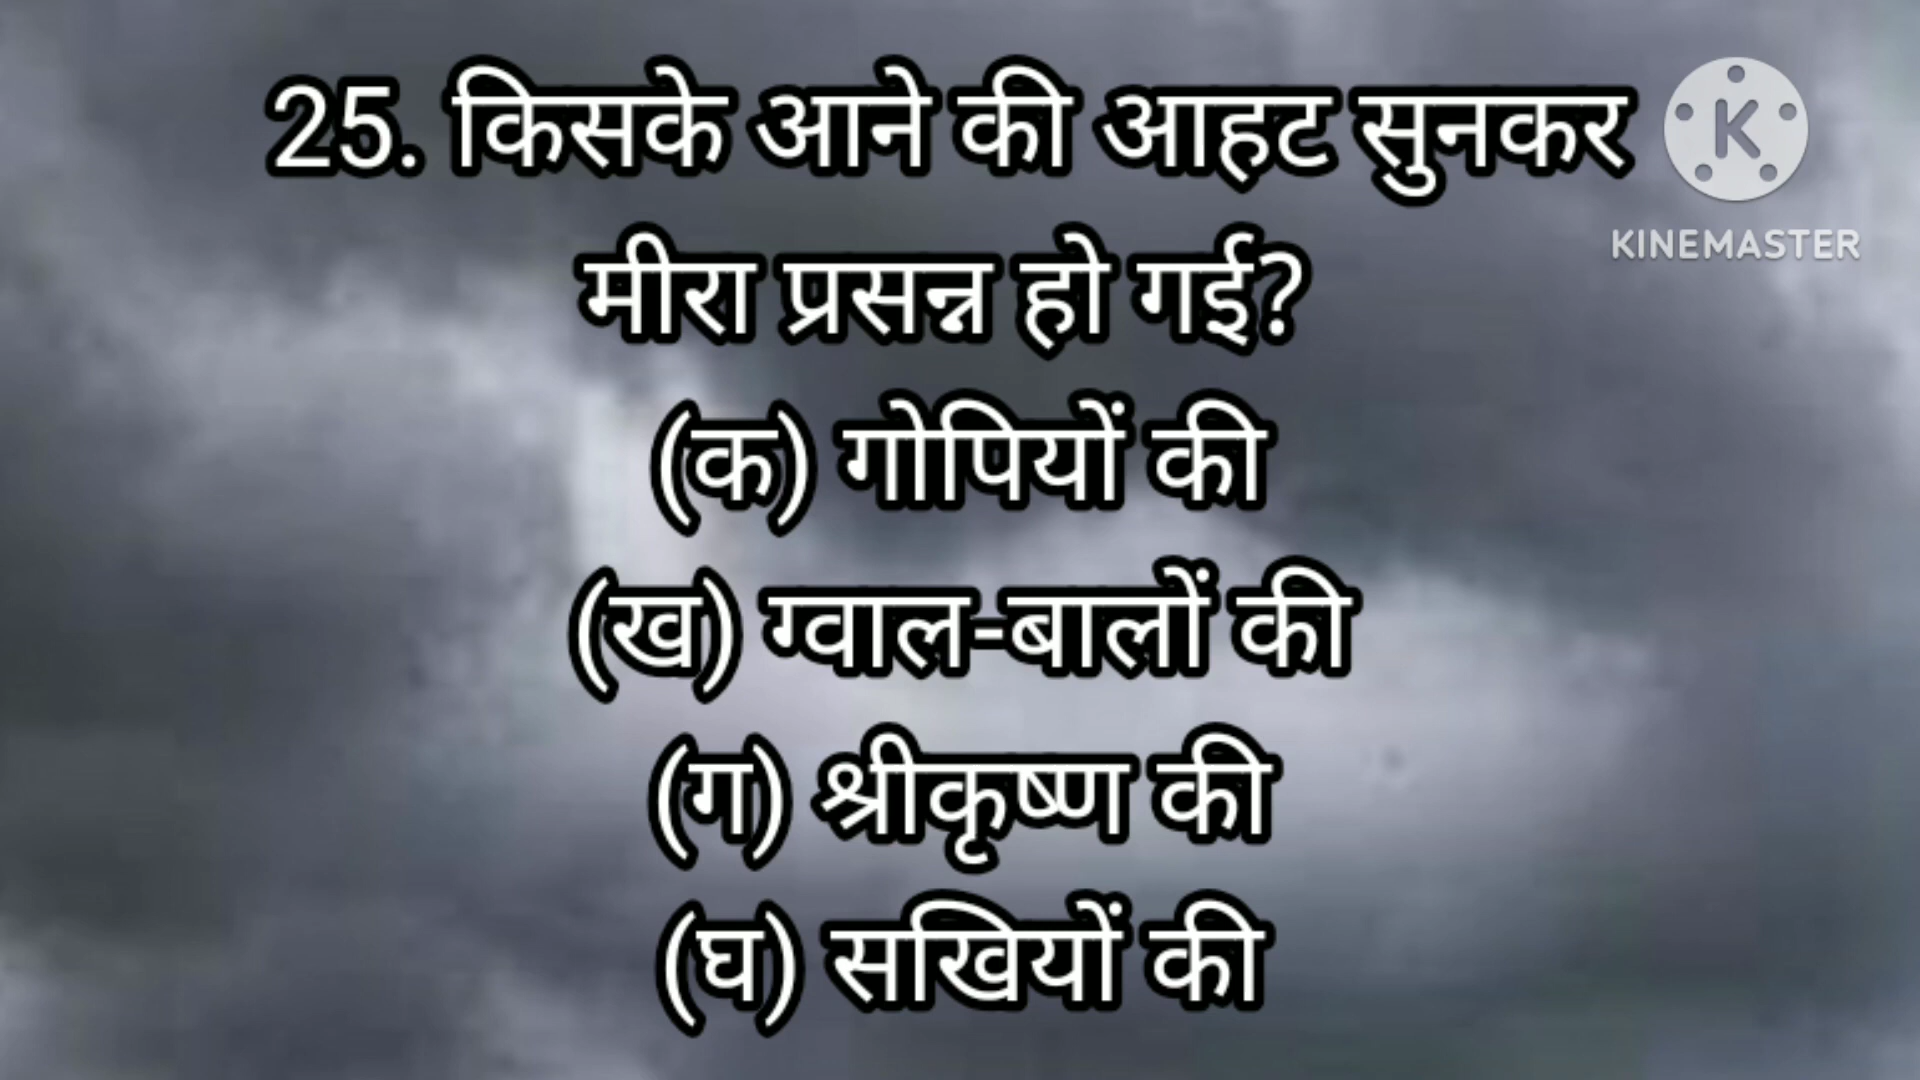 25. किसके आने की आहट सुनकर
मीरा प्रसन्न हो गई?
(क) गोपियों की
(ख) ग्वाल-बालों की
(ग) श्रीकृष्ण की
(घ) सखियों की
K
KINEMASTER